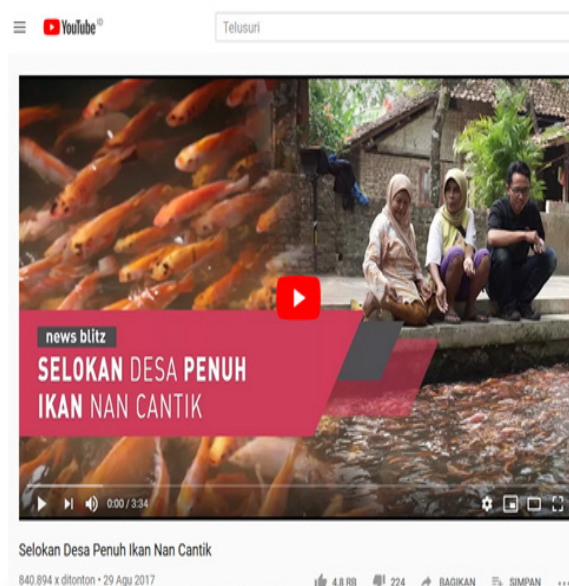 YouTube ID
Telusuri
news blitz
SELOKAN DESA PENUH
IKAN NAN CANTIK
0:00 / 3:34
Selokan Desa Penuh Ikan Nan Cantik
840.894 x ditonton • 29 Agu 2017
4,8 RB 224 BAGIKAN SIMPAN